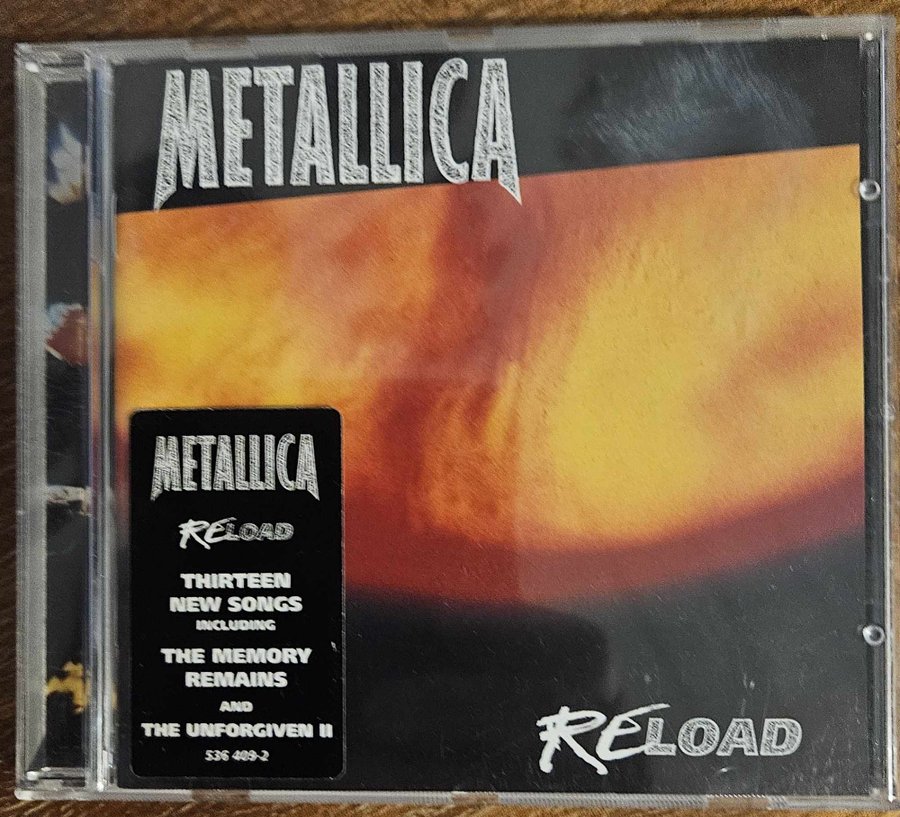 METALLICA
METALLICA
RELOAD
THIRTEEN
NEW SONGS
INCLUDING
THE MEMORY
REMAINS
AND
THE UNFORGIVEN II
536 409-2
RELOAD